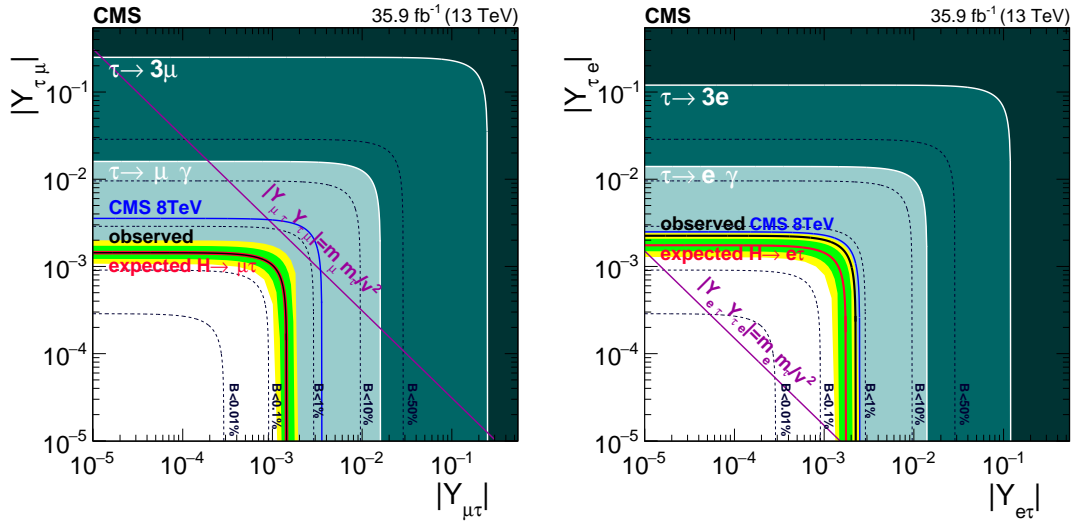 CMS 35.9 fb⁻¹ (13 TeV)
|Y_τμ|
10⁻¹
10⁻²
10⁻³
10⁻⁴
10⁻⁵
τ→ 3μ
τ→ μ γ
CMS 8TeV
observed
expected H→ μτ
|Y_μτ Y_τμ|=m_μ m_τ/v²
B<0.01%
B<0.1%
B<1%
B<10%
B<50%
10⁻⁵ 10⁻⁴ 10⁻³ 10⁻² 10⁻¹
|Y_μτ|
CMS 35.9 fb⁻¹ (13 TeV)
|Y_τe|
10⁻¹
10⁻²
10⁻³
10⁻⁴
10⁻⁵
τ→ 3e
τ→ e γ
observed CMS 8TeV
expected H→ eτ
|Y_eτ Y_τe|=m_e m_τ/v²
B<0.01%
B<0.1%
B<1%
B<10%
B<50%
10⁻⁵ 10⁻⁴ 10⁻³ 10⁻² 10⁻¹
|Y_eτ|